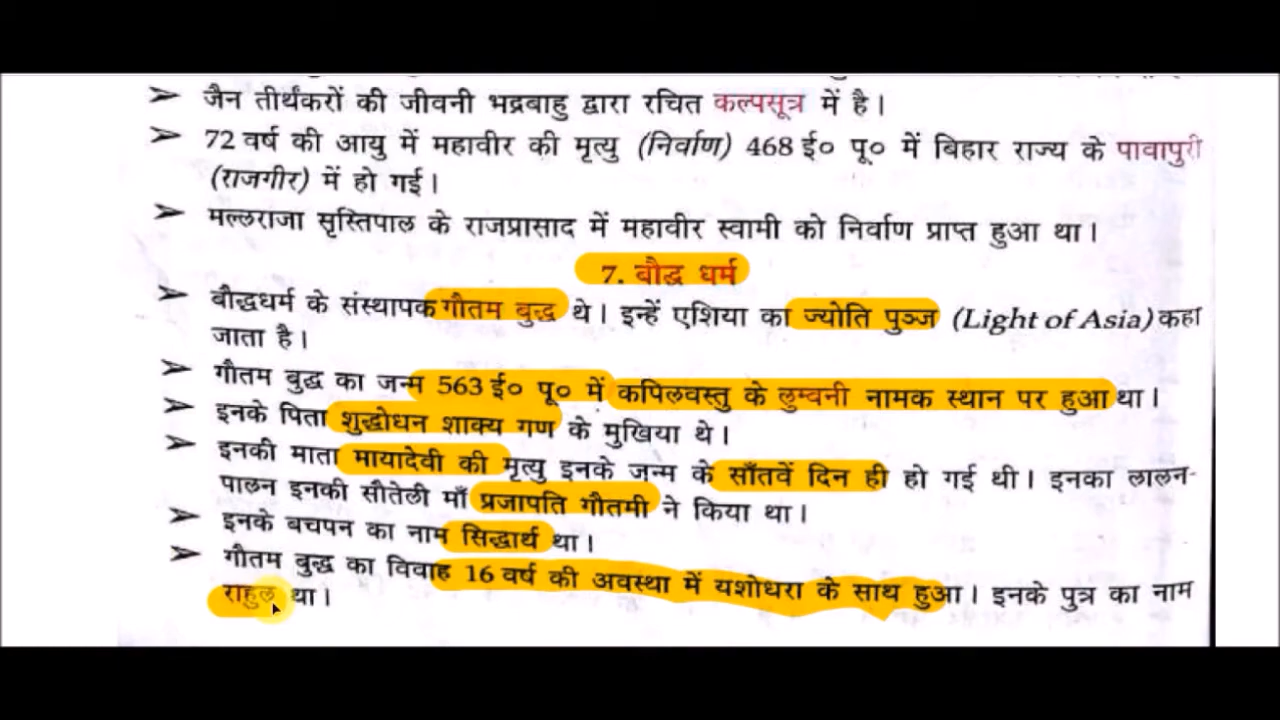 ➤ जैन तीर्थंकरों की जीवनी भद्रबाहु द्वारा रचित कल्पसूत्र में है।
➤ 72 वर्ष की आयु में महावीर की मृत्यु (निर्वाण) 468 ई० पू० में बिहार राज्य के पावापुरी
(राजगीर) में हो गई।
➤ मल्लराजा सृस्तिपाल के राजप्रासाद में महावीर स्वामी को निर्वाण प्राप्त हुआ था।
7. बौद्ध धर्म
➤ बौद्धधर्म के संस्थापक गौतम बुद्ध थे। इन्हें एशिया का ज्योति पुञ्ज (Light of Asia) कहा
जाता है।
➤ गौतम बुद्ध का जन्म 563 ई० पू० में कपिलवस्तु के लुम्बनी नामक स्थान पर हुआ था।
➤ इनके पिता शुद्धोधन शाक्य गण के मुखिया थे।
➤ इनकी माता मायादेवी की मृत्यु इनके जन्म के साँतवें दिन ही हो गई थी। इनका लालन-
पालन इनकी सौतेली माँ प्रजापति गौतमी ने किया था।
➤ इनके बचपन का नाम सिद्धार्थ था।
➤ गौतम बुद्ध का विवाह 16 वर्ष की अवस्था में यशोधरा के साथ हुआ। इनके पुत्र का नाम
राहुल था।